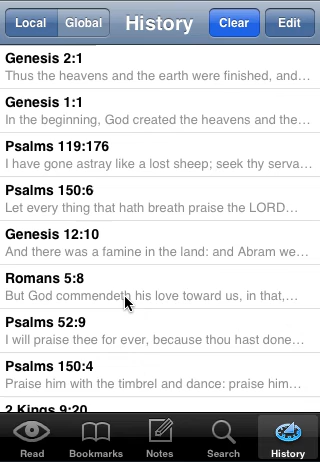 Local Global History Clear Edit
Genesis 2:1
Thus the heavens and the earth were finished, and...
Genesis 1:1
In the beginning, God created the heavens and the...
Psalms 119:176
I have gone astray like a lost sheep; seek thy serva...
Psalms 150:6
Let every thing that hath breath praise the LORD...
Genesis 12:10
And there was a famine in the land: and Abram we...
Romans 5:8
But God commendeth his love toward us, in that,...
Psalms 52:9
I will praise thee for ever, because thou hast done...
Psalms 150:4
Praise him with the timbrel and dance: praise him...
2 Kings 9:20
Read Bookmarks Notes Search History